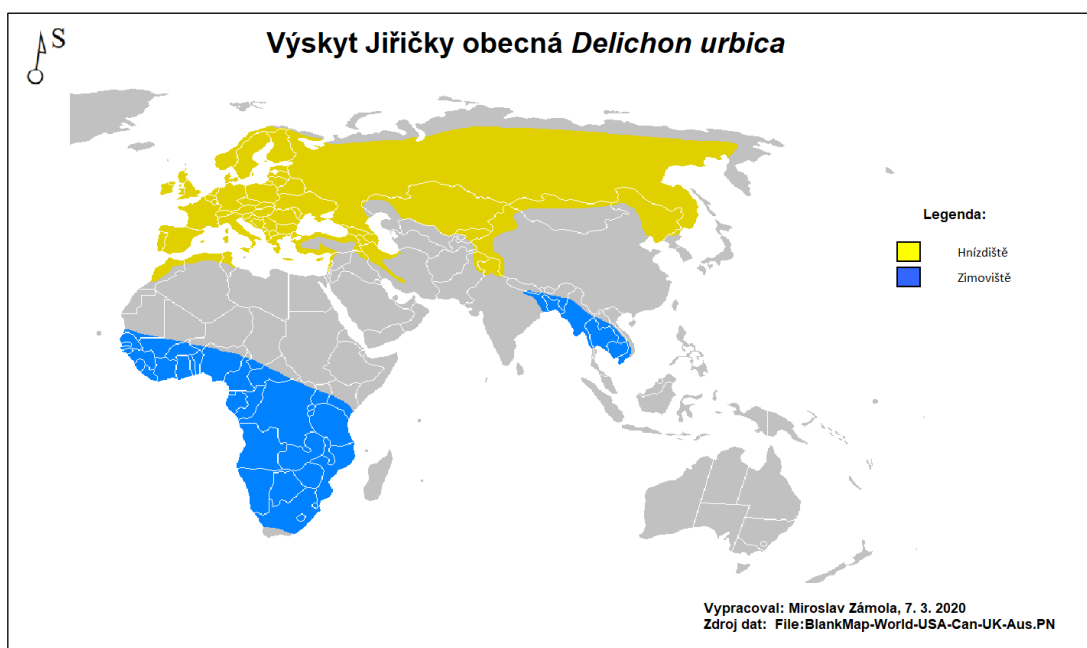 S
Výskyt Jiřičky obecná Delichon urbica
Legenda:
Hnízdiště
Zimoviště
Vypracoval: Miroslav Zámola, 7. 3. 2020
Zdroj dat: File:BlankMap-World-USA-Can-UK-Aus.PN